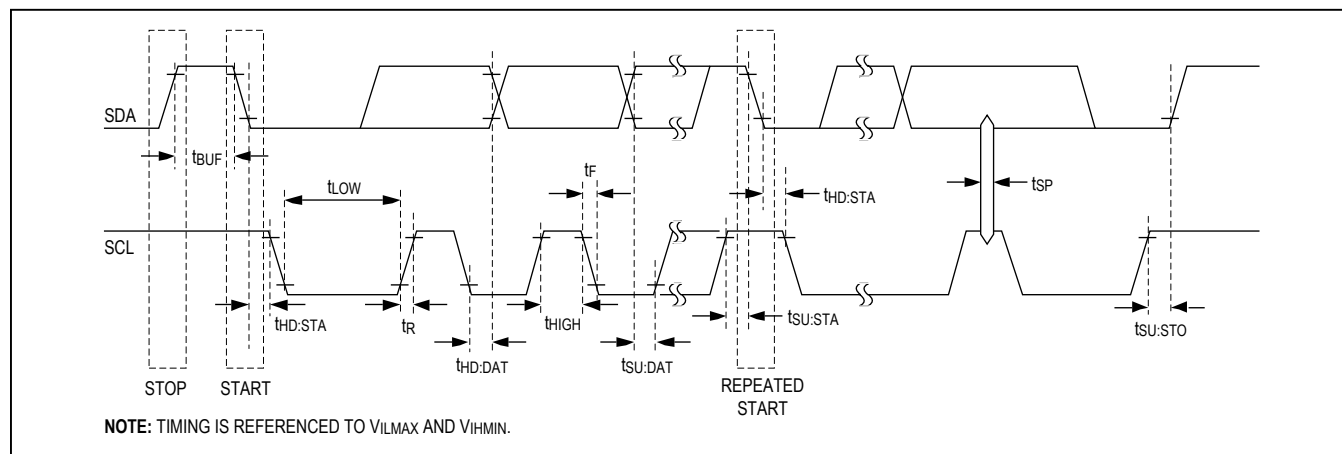 SDA
tBUF
tF
tLOW
tHD:STA
tSP
SCL
tHD:STA
tR
tHIGH
tSU:STA
tSU:STO
tHD:DAT
tSU:DAT
STOP
START
REPEATED
START
NOTE: TIMING IS REFERENCED TO VILMAX AND VIHMIN.